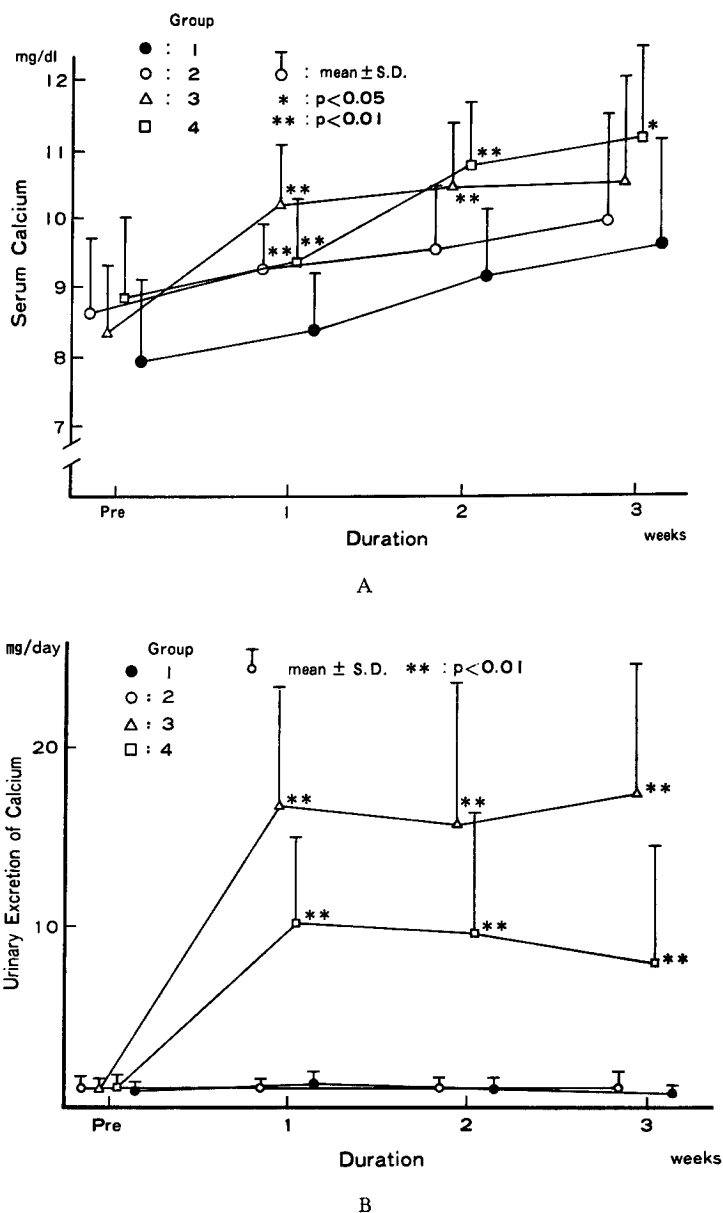 Group
mg/dl
● : 1
○ : 2
△ : 3
□ 4
: mean ± S.D.
* : p<0.05
** : p<0.01
12
11
10
9
8
7
Serum Calcium
**
**
**
**
**
*
Pre
1
2
3
Duration
weeks
A
mg/day
Group
● 1
○ : 2
△ : 3
□ : 4
mean ± S.D. ** : p<0.01
20
10
Urinary Excretion of Calcium
**
**
**
**
**
**
Pre
1
2
3
Duration
weeks
B